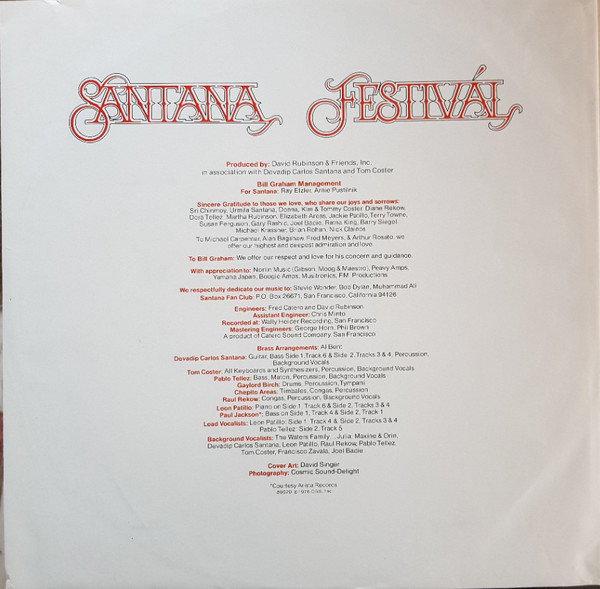 SANTANA FESTIVÁL
Produced by: David Rubinson & Friends, Inc.
in association with Devadip Carlos Santana and Tom Coster
Bill Graham Management
For Santana: Ray Etzler, Arnie Pustilnik
Sincere Gratitude to those we love, who share our joys and sorrows:
Sri Chinmoy, Urmila Santana, Donna, Kim & Tommy Coster, Diane Rekow,
Dora Tellez, Martha Rubinson, Elizabeth Areas, Jackie Patillo, Terry Towne,
Susan Ferguson, Gary Rashid, Joel Badie, Rama King, Barry Siegel
Michael Krassner, Brian Rohan, Nick Clainos
To Michael Carpenter, Alan Bagshaw, Fred Meyers, & Arthur Rosato, we
offer our highest and deepest admiration and love.
To Bill Graham: We offer our respect and love for his concern and guidance.
With appreciation to: Norlin Music (Gibson, Moog & Maestro), Peavy Amps,
Yamaha Japan, Boogie Amps, Musitronics, FM Productions
We respectfully dedicate our music to: Stevie Wonder, Bob Dylan, Muhammad Ali
Santana Fan Club: P.O. Box 26671, San Francisco, California 94126
Engineers: Fred Catero and David Rubinson
Assistant Engineer: Chris Minto
Recorded at: Wally Heider Recording, San Francisco
Mastering Engineers: George Horn, Phil Brown
A product of Catero Sound Company, San Francisco
Brass Arrangements: Al Bent
Devadip Carlos Santana: Guitar, Bass Side 1, Track 6 & Side 2, Tracks 3 & 4, Percussion,
Background Vocals
Tom Coster: All Keyboards and Synthesizers, Percussion, Background Vocals
Pablo Tellez: Bass, Percussion, Background Vocals
Gaylord Birch: Drums, Percussion, Tympani
Chepito Areas: Timbales, Congas, Percussion
Raul Rekow: Congas, Percussion, Background Vocals
Leon Patillo: Piano on Side 1, Track 6 & Side 2, Tracks 3 & 4
Paul Jackson*: Bass on Side 1, Track 4 & Side 2, Track 1
Lead Vocalists: Leon Patillo: Side 1, Track 4 & Side 2, Tracks 3 & 4
Pablo Tellez: Side 2, Track 5
Background Vocalists: The Waters Family... Julia, Maxine & Orin,
Devadip Carlos Santana, Leon Patillo, Raul Rekow, Pablo Tellez,
Tom Coster, Francisco Zavala, Joel Badie
Cover Art: David Singer
Photography: Cosmic Sound-Delight
*Courtesy Arista Records
1976 CBS, Inc.